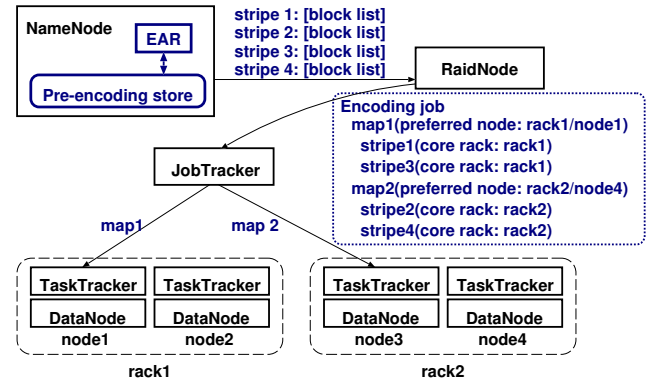 NameNode
EAR
Pre-encoding store
stripe 1: [block list]
stripe 2: [block list]
stripe 3: [block list]
stripe 4: [block list]
RaidNode
Encoding job
map1(preferred node: rack1/node1)
stripe1(core rack: rack1)
stripe3(core rack: rack1)
map2(preferred node: rack2/node4)
stripe2(core rack: rack2)
stripe4(core rack: rack2)
JobTracker
map1
map 2
TaskTracker
TaskTracker
DataNode
DataNode
node1
node2
rack1
TaskTracker
TaskTracker
DataNode
DataNode
node3
node4
rack2